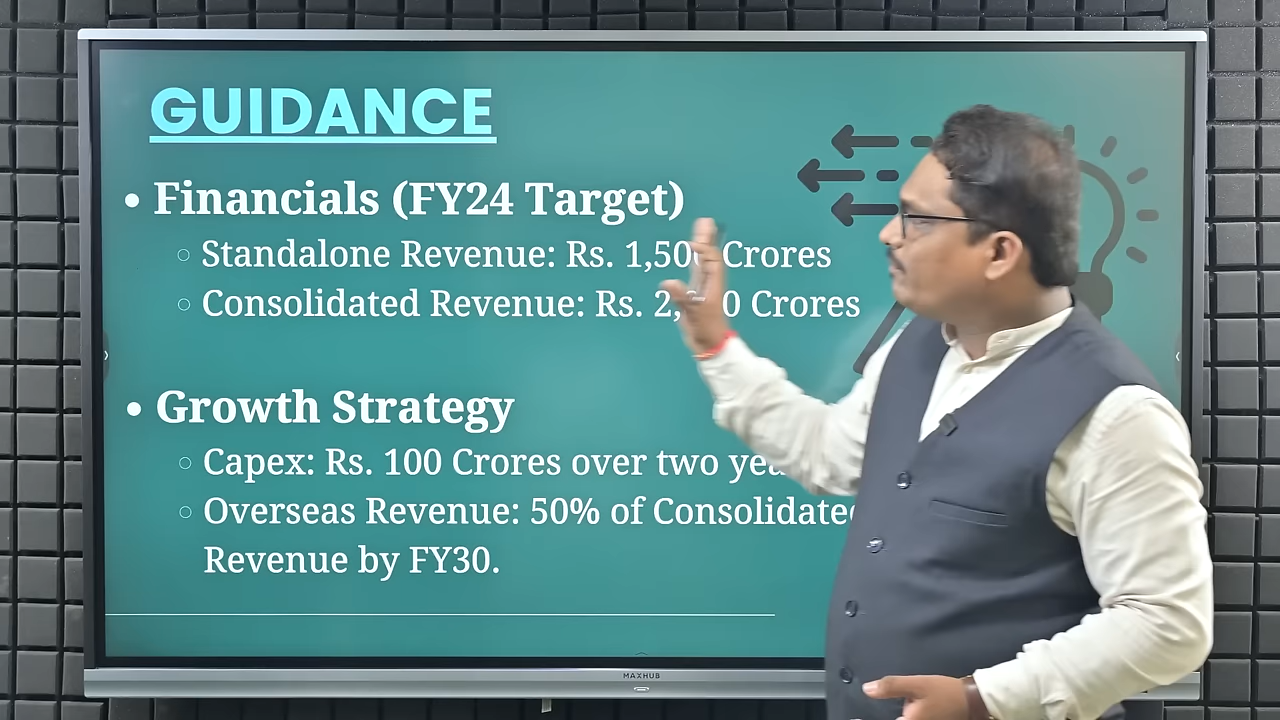 GUIDANCE
• Financials (FY24 Target)
○ Standalone Revenue: Rs. Crores
○ Consolidated Revenue: Rs. Crores
• Growth Strategy
○ Capex: Rs. 100 Crores over two
○ Overseas Revenue: 50% of Consolidated
Revenue by FY30.
MAXHUB